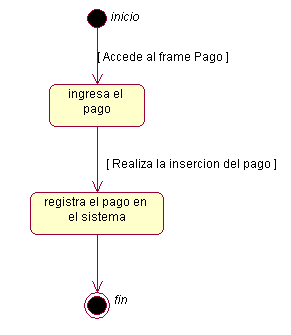 inicio
[ Accede al frame Pago ]
ingresa el
pago
[ Realiza la insercion del pago ]
registra el pago en
el sistema
fin